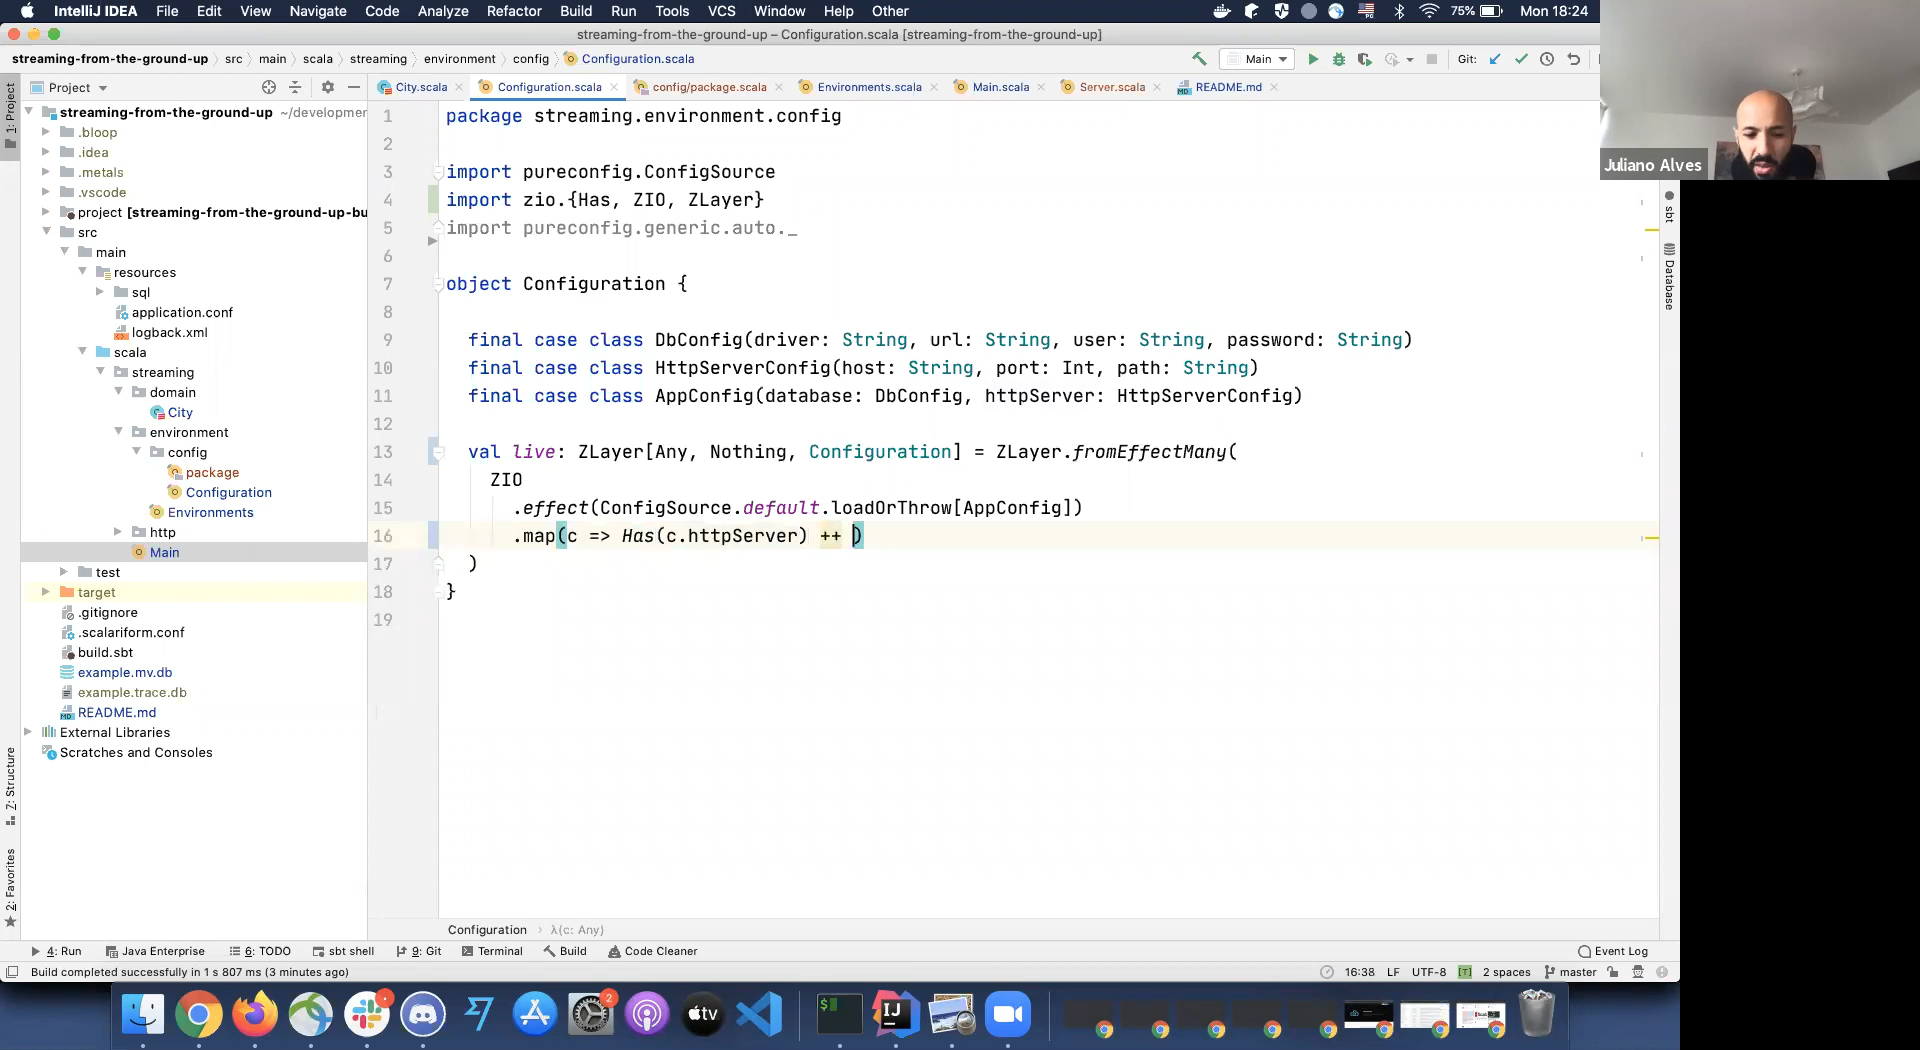 IntelliJ IDEA File Edit View Navigate Code Analyze Refactor Build Run Tools VCS Window Help Other 75% Mon 18:24
streaming-from-the-ground-up – Configuration.scala [streaming-from-the-ground-up]
streaming-from-the-ground-up src main scala streaming environment config Configuration.scala Main Git:
Project City.scala Configuration.scala config/package.scala Environments.scala Main.scala Server.scala README.md
1: Project
streaming-from-the-ground-up ~/developmen
.bloop
.idea
.metals
.vscode
project [streaming-from-the-ground-up-bu
src
main
resources
sql
application.conf
logback.xml
scala
streaming
domain
City
environment
config
package
Configuration
Environments
http
Main
test
target
.gitignore
.scalariform.conf
build.sbt
example.mv.db
example.trace.db
README.md
External Libraries
Scratches and Consoles
7: Structure
2: Favorites
1 package streaming.environment.config
2
3 import pureconfig.ConfigSource
4 import zio.{Has, ZIO, ZLayer}
5 import pureconfig.generic.auto._
6
7 object Configuration {
8
9 final case class DbConfig(driver: String, url: String, user: String, password: String)
10 final case class HttpServerConfig(host: String, port: Int, path: String)
11 final case class AppConfig(database: DbConfig, httpServer: HttpServerConfig)
12
13 val live: ZLayer[Any, Nothing, Configuration] = ZLayer.fromEffectMany(
14 ZIO
15 .effect(ConfigSource.default.loadOrThrow[AppConfig])
16 .map(c => Has(c.httpServer) ++ )
17 )
18 }
19
Juliano Alves
sbt
Database
Configuration λ(c: Any)
4: Run Java Enterprise 6: TODO sbt shell 9: Git Terminal Build Code Cleaner Event Log
Build completed successfully in 1 s 807 ms (3 minutes ago) 16:38 LF UTF-8 [T] 2 spaces master
2
tv
$
IJ